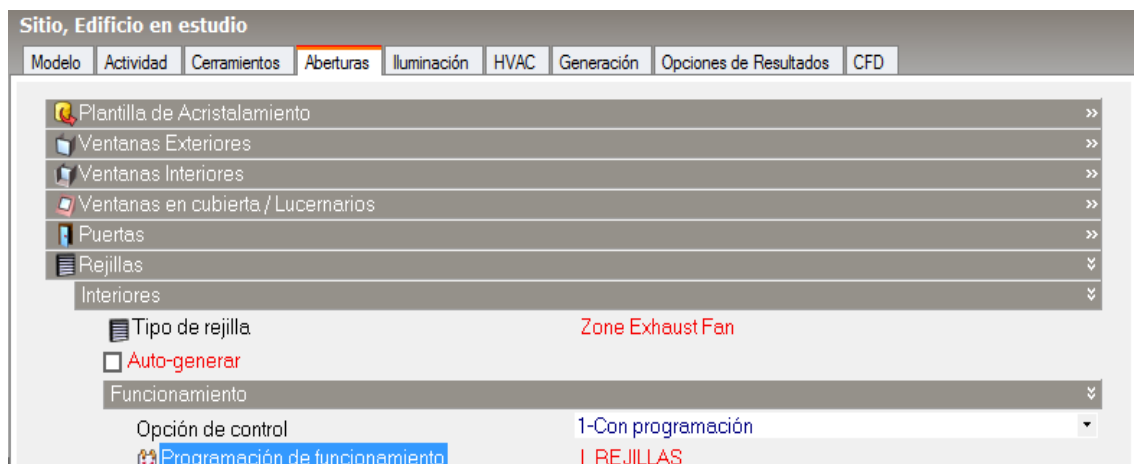 Sitio, Edificio en estudio
Modelo Actividad Cerramientos Aberturas Iluminación HVAC Generación Opciones de Resultados CFD
Plantilla de Acristalamiento
Ventanas Exteriores
Ventanas Interiores
Ventanas en cubierta / Lucernarios
Puertas
Rejillas
Interiores
Tipo de rejilla Zone Exhaust Fan
Auto-generar
Funcionamiento
Opción de control 1-Con programación
Programación de funcionamiento I_REJILLAS